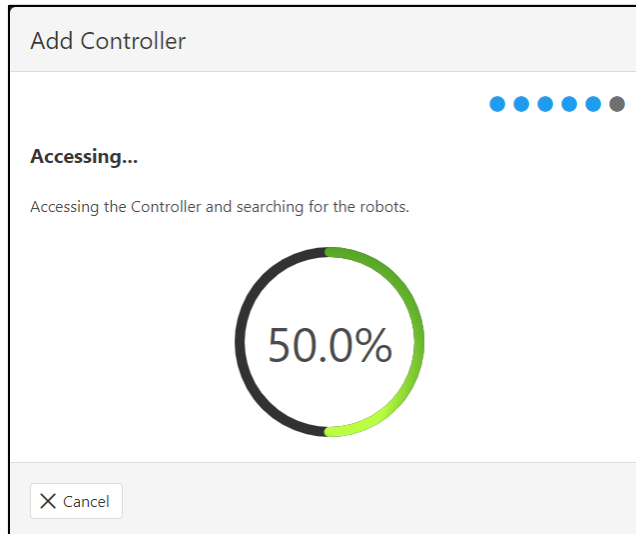 Add Controller
Accessing...
Accessing the Controller and searching for the robots.
50.0%
Cancel